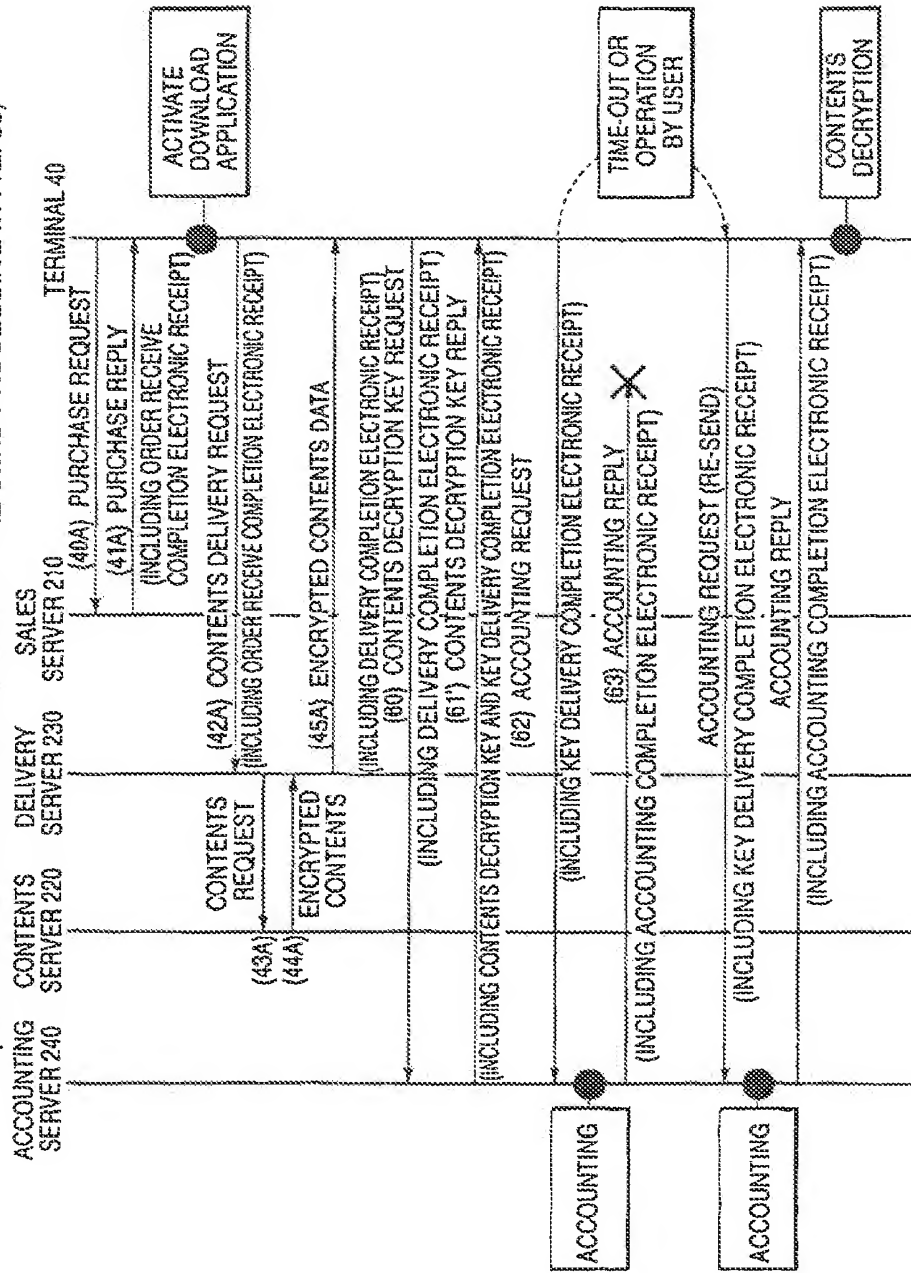 ACCOUNTING
SERVER 240
CONTENTS
SERVER 220
DELIVERY
SERVER 230
SALES
SERVER 210
TERMINAL 40
(40A) PURCHASE REQUEST
(41A) PURCHASE REPLY
(INCLUDING ORDER RECEIVE
COMPLETION ELECTRONIC RECEIPT)
ACTIVATE
DOWNLOAD
APPLICATION
(42A) CONTENTS DELIVERY REQUEST
(INCLUDING ORDER RECEIVE COMPLETION ELECTRONIC RECEIPT)
CONTENTS
REQUEST
(43A)
(44A)
ENCRYPTED
CONTENTS
(45A) ENCRYPTED CONTENTS DATA
(INCLUDING DELIVERY COMPLETION ELECTRONIC RECEIPT)
(60) CONTENTS DECRYPTION KEY REQUEST
(INCLUDING DELIVERY COMPLETION ELECTRONIC RECEIPT)
(61') CONTENTS DECRYPTION KEY REPLY
(INCLUDING CONTENTS DECRYPTION KEY AND KEY DELIVERY COMPLETION ELECTRONIC RECEIPT)
(62) ACCOUNTING REQUEST
(INCLUDING KEY DELIVERY COMPLETION ELECTRONIC RECEIPT)
ACCOUNTING
(63) ACCOUNTING REPLY
(INCLUDING ACCOUNTING COMPLETION ELECTRONIC RECEIPT)
TIME-OUT OR
OPERATION
BY USER
ACCOUNTING REQUEST (RE-SEND)
(INCLUDING KEY DELIVERY COMPLETION ELECTRONIC RECEIPT)
ACCOUNTING
ACCOUNTING REPLY
(INCLUDING ACCOUNTING COMPLETION ELECTRONIC RECEIPT)
CONTENTS
DECRYPTION